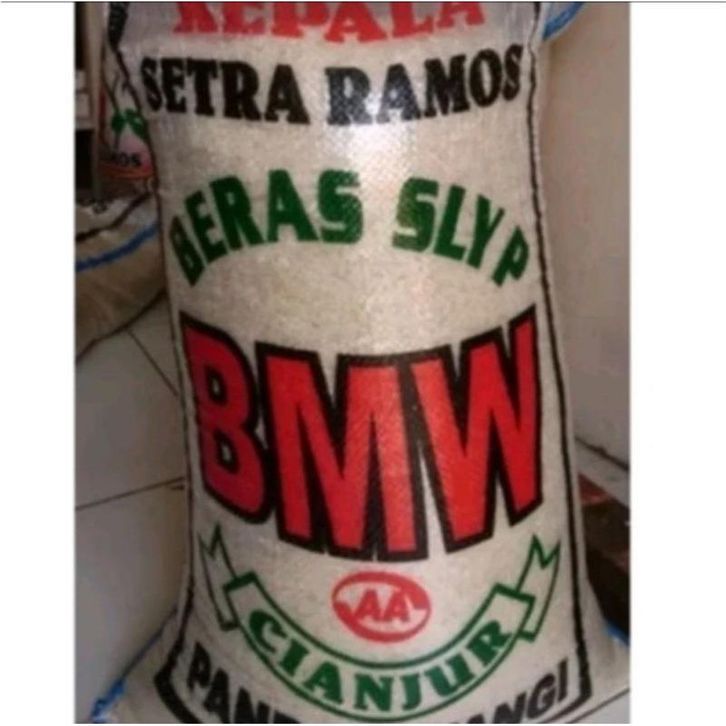 KEPALA
SETRA RAMOS
BERAS SLYP
BMW
AA
CIANJUR